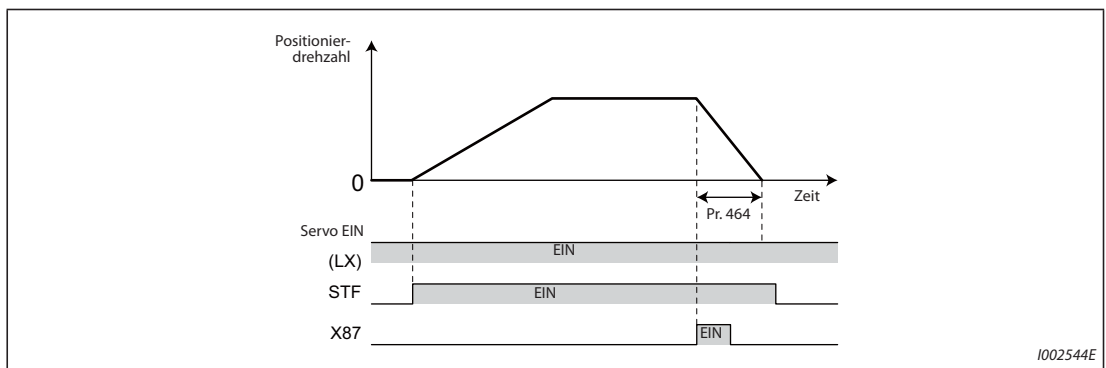 Positionier-
drehzahl
0
Zeit
Pr. 464
Servo EIN
(LX)
EIN
STF
EIN
X87
EIN
I002544E